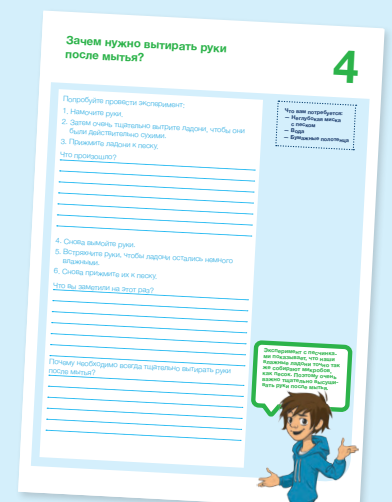 Зачем нужно вытирать руки
после мытья?
4
Попробуйте провести эксперимент:
1. Намочите руки.
2. Затем очень тщательно вытрите ладони, чтобы они
были действительно сухими.
3. Прижмите ладони к песку.
Что произошло?
4. Снова вымойте руки.
5. Встряхните руки, чтобы ладони остались немного
влажными.
6. Снова прижмите их к песку.
Что вы заметили на этот раз?
Почему необходимо всегда тщательно вытирать руки
после мытья?
Что вам потребуется:
— Неглубокая миска
с песком
— Вода
— Бумажные полотенца
Эксперимент с песчинка-
ми показывает, что наши
влажные ладони точно так
же собирают микробов,
как песок. Поэтому очень
важно тщательно высуши-
вать руки после мытья.